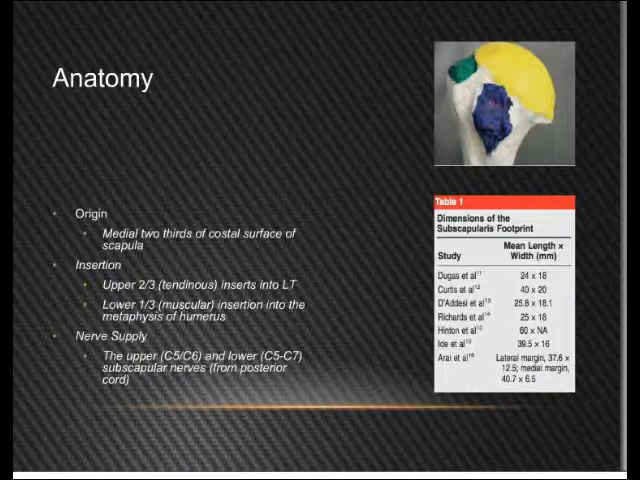 Anatomy
Origin
Medial two thirds of costal surface of
scapula
Insertion
Upper 2/3 (tendinous) inserts into LT
Lower 1/3 (muscular) insertion into the
metaphysis of humerus
Nerve Supply
The upper (C5/C6) and lower (C5-C7)
subscapular nerves (from posterior
cord)
Table 1
Dimensions of the
Subscapularis Footprint
Mean Length ×
Study Width (mm)
Dugas et al¹¹ 24 x 18
Curtis et al¹² 40 x 20
D'Addesi et al¹³ 25.8 x 18.1
Richards et al¹⁴ 25 x 18
Hinton et al 60 x NA
Ide et al 39.5 x 16
Arai et al Lateral margin, 37.6 x
12.5; medial margin,
40.7 x 6.5